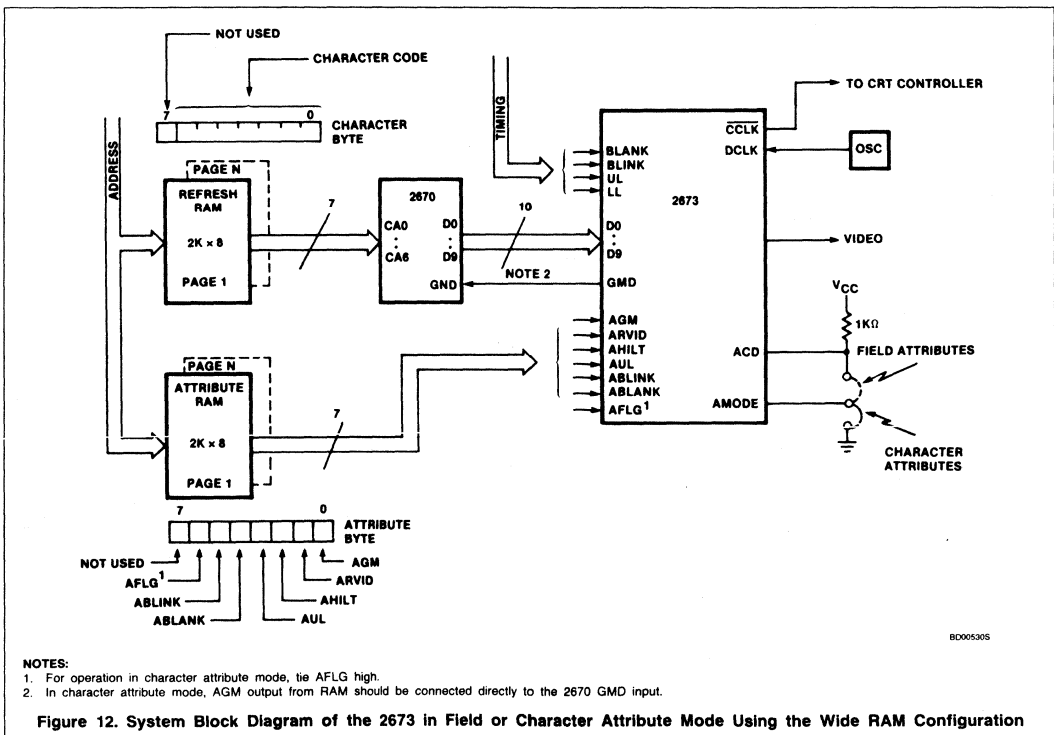 NOT USED
CHARACTER CODE
7 0
CHARACTER
BYTE
ADDRESS
PAGE N
REFRESH
RAM
2K × 8
PAGE 1
7
2670
CA0
CA6
D0
D9
GND
10
NOTE 2
TIMING
BLANK
BLINK
UL
LL
2673
D0
D9
GMD
AGM
ARVID
AHILT
AUL
ABLINK
ABLANK
AFLG1
CCLK
DCLK
ACD
AMODE
TO CRT CONTROLLER
OSC
VIDEO
VCC
1KΩ
FIELD ATTRIBUTES
CHARACTER
ATTRIBUTES
PAGE N
ATTRIBUTE
RAM
2K × 8
PAGE 1
7
7 0
ATTRIBUTE
BYTE
NOT USED
AFLG1
ABLINK
ABLANK
AUL
AHILT
ARVID
AGM
BD00530S
NOTES:
1. For operation in character attribute mode, tie AFLG high.
2. In character attribute mode, AGM output from RAM should be connected directly to the 2670 GMD input.
Figure 12. System Block Diagram of the 2673 in Field or Character Attribute Mode Using the Wide RAM Configuration